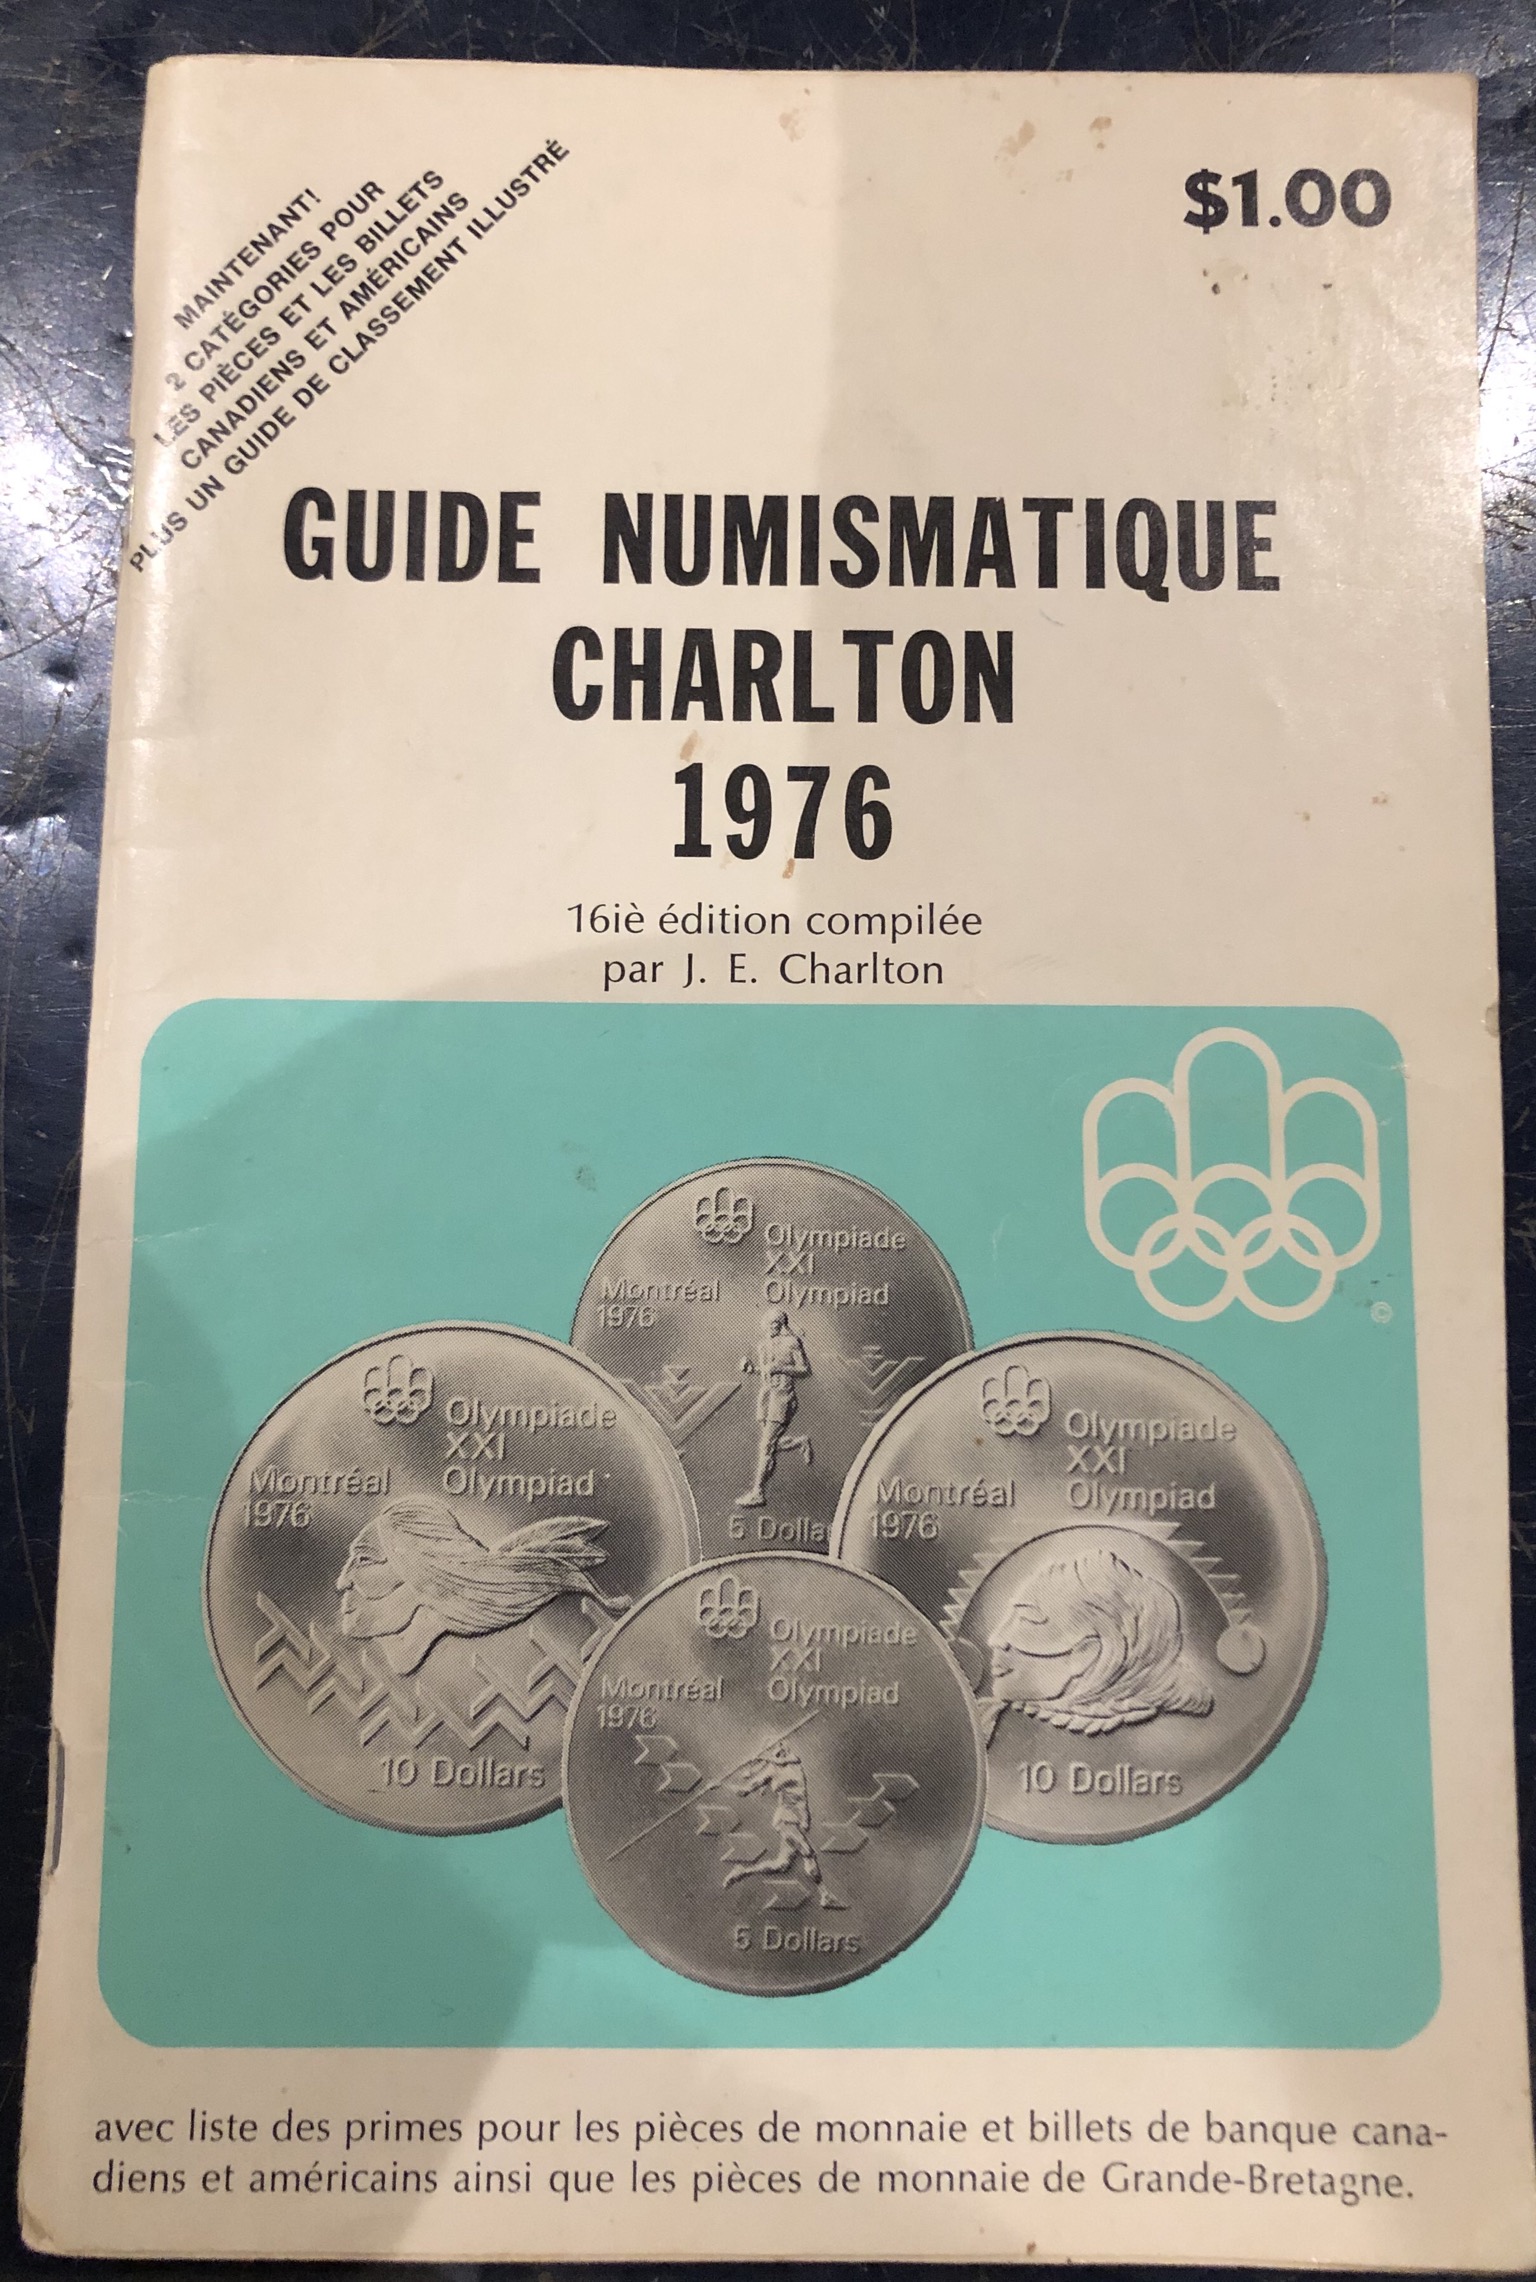 MAINTENANT!
2 CATÉGORIES POUR
LES PIÈCES ET LES BILLETS
CANADIENS ET AMÉRICAINS
PLUS UN GUIDE DE CLASSEMENT ILLUSTRÉ
$1.00
GUIDE NUMISMATIQUE
CHARLTON
1976
16iè édition compilée
par J. E. Charlton
©
Olympiade
XXI
Montréal Olympiad
1976
5 Dolla
Olympiade
XXI
Montréal Olympiad
1976
10 Dollars
Olympiade
XXI
Montréal Olympiad
1976
10 Dollars
Olympiade
XXI
Montréal Olympiad
1976
5 Dollars
avec liste des primes pour les pièces de monnaie et billets de banque cana-
diens et américains ainsi que les pièces de monnaie de Grande-Bretagne.